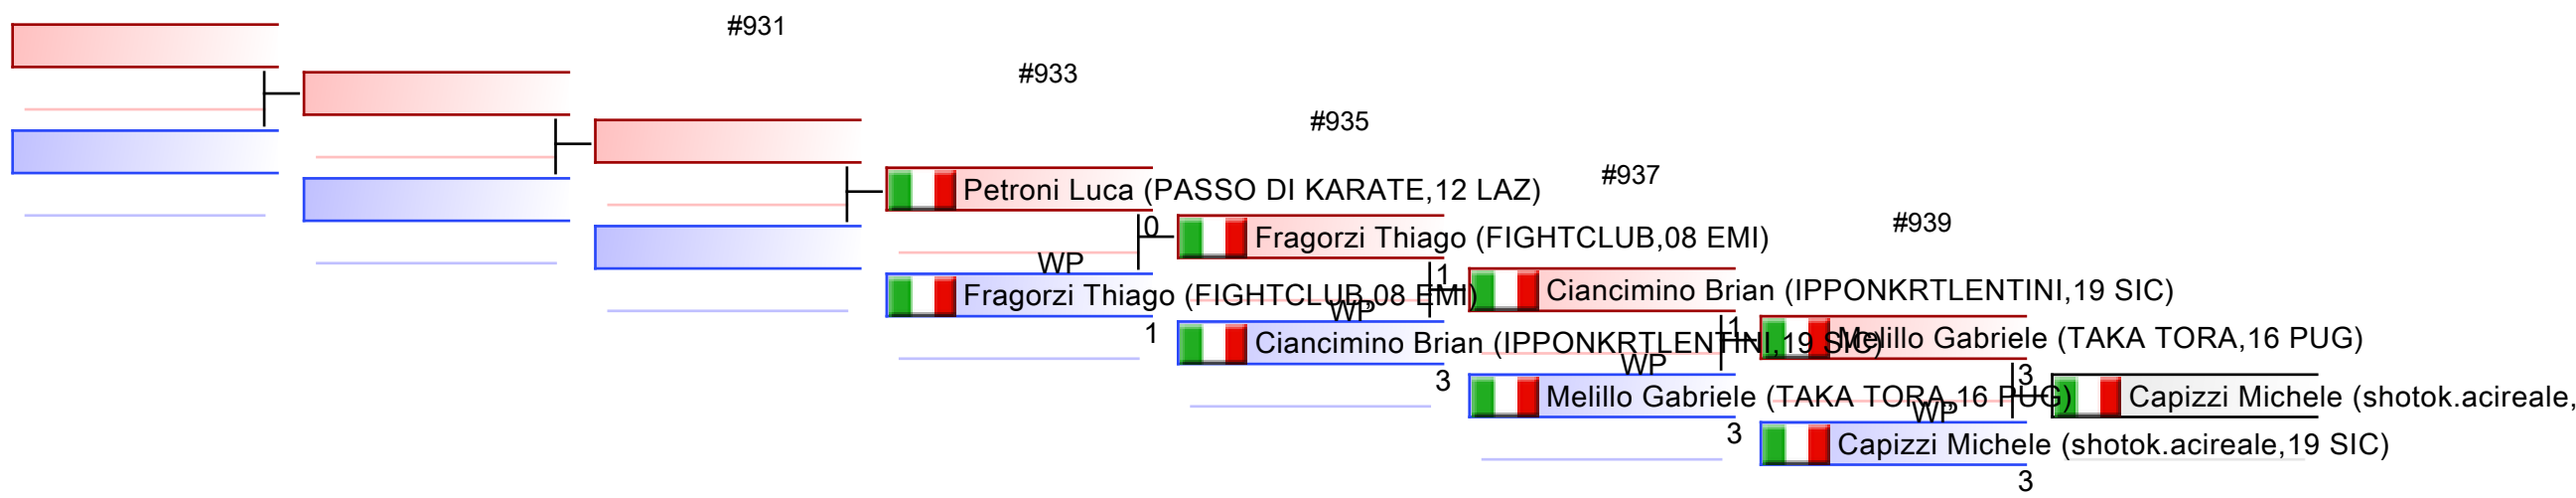 #931
#933
#935
#937
Petroni Luca (PASSO DI KARATE,12 LAZ)
#939
0
Fragorzi Thiago (FIGHTCLUB,08 EMI)
WP
1
Fragorzi Thiago (FIGHTCLUB,08 EMI)
Ciancimino Brian (IPPONKRTLENTINI,19 SIC)
WP
1
1
Ciancimino Brian (IPPONKRTLENTINI,19 SIC)
Melillo Gabriele (TAKA TORA,16 PUG)
WP
3
3
Melillo Gabriele (TAKA TORA,16 PUG)
Capizzi Michele (shotok.acireale,
WP
3
Capizzi Michele (shotok.acireale,19 SIC)
3